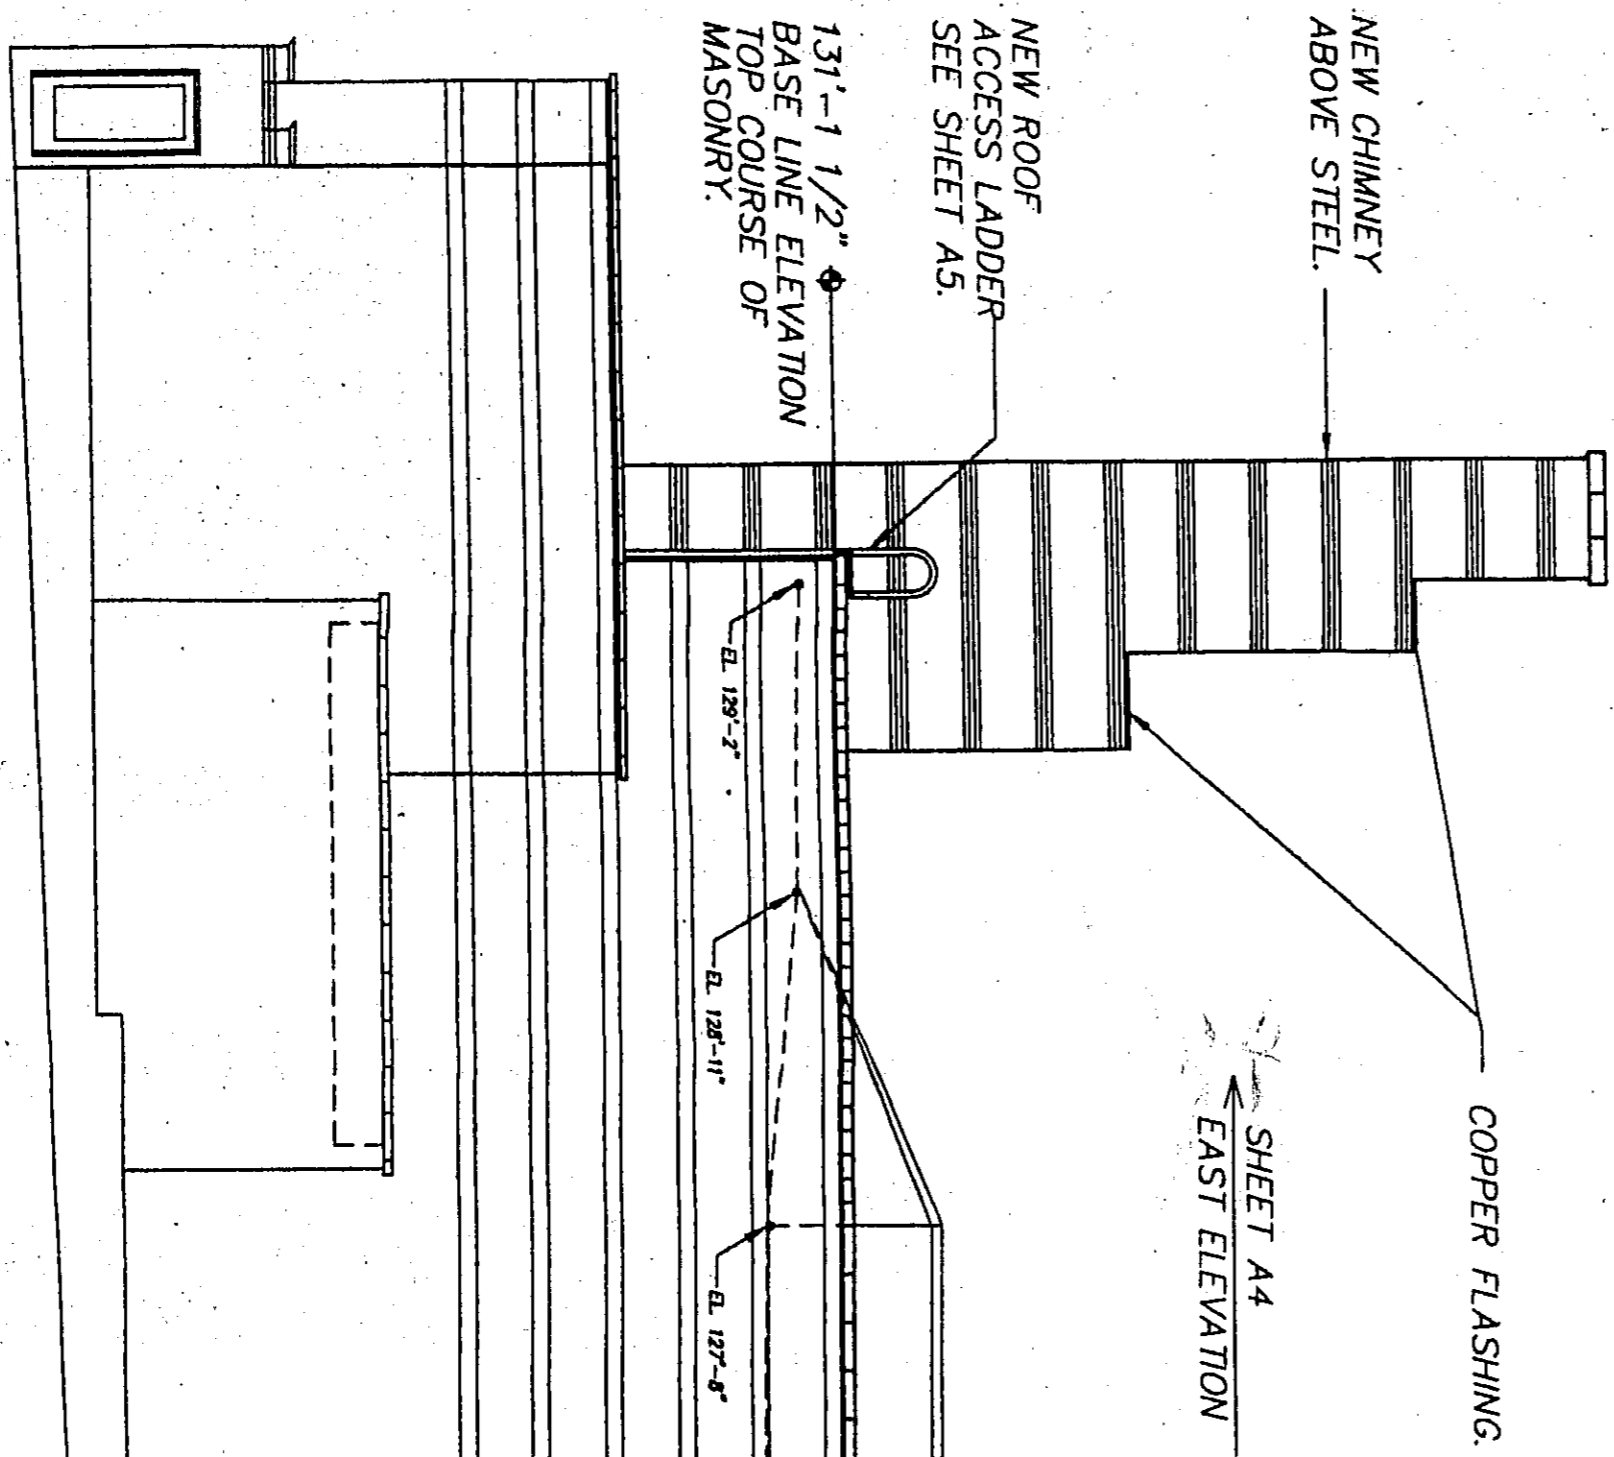 NEW CHIMNEY
ABOVE STEEL.
NEW ROOF
ACCESS LADDER
SEE SHEET A5.
131'-1 1/2"
BASE LINE ELEVATION
TOP COURSE OF
MASONRY.
COPPER FLASHING.
SHEET A4
EAST ELEVATION
EL 129'-2"
EL 128'-11"
EL 127'-8"